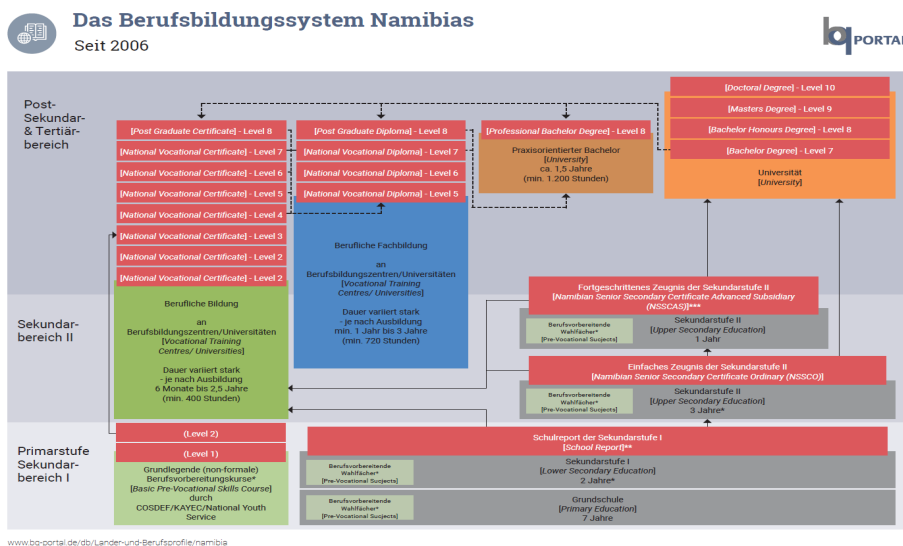 Das Berufsbildungssystem Namibias
Seit 2006
bq PORTAL
Post-
Sekundar-
& Tertiär-
bereich
[Doctoral Degree] - Level 10
[Masters Degree] - Level 9
[Bachelor Honours Degree] - Level 8
[Bachelor Degree] - Level 7
Universität
[University]
[Post Graduate Certificate] - Level 8
[National Vocational Certificate] - Level 7
[National Vocational Certificate] - Level 6
[National Vocational Certificate] - Level 5
[National Vocational Certificate] - Level 4
[National Vocational Certificate] - Level 3
[National Vocational Certificate] - Level 2
[National Vocational Certificate] - Level 2
[Post Graduate Diploma] - Level 8
[National Vocational Diploma] - Level 7
[National Vocational Diploma] - Level 6
[National Vocational Diploma] - Level 5
[Professional Bachelor Degree] - Level 8
Praxisorientierter Bachelor
[University]
ca. 1,5 Jahre
(min. 1.200 Stunden)
Berufliche Fachbildung
an
Berufsbildungszentren/Universitäten
[Vocational Training
Centres/ Universities]
Dauer variiert stark
- je nach Ausbildung
min. 1 Jahr bis 3 Jahre
(min. 720 Stunden)
Sekundar-
bereich II
Berufliche Bildung
an
Berufsbildungszentren/Universitäten
[Vocational Training
Centres/ Universities]
Dauer variiert stark
- je nach Ausbildung
6 Monate bis 2,5 Jahre
(min. 400 Stunden)
Fortgeschrittenes Zeugnis der Sekundarstufe II
[Namibian Senior Secondary Certificate Advanced Subsidiary
(NSSCAS)]***
Berufsvorbereitende
Wahlfächer*
[Pre-Vocational Sucjects]
Sekundarstufe II
[Upper Secondary Education]
1 Jahr
Einfaches Zeugnis der Sekundarstufe II
[Namibian Senior Secondary Certificate Ordinary (NSSCO)]
Berufsvorbereitende
Wahlfächer*
[Pre-Vocational Sucjects]
Sekundarstufe II
[Upper Secondary Education]
3 Jahre*
Primarstufe
Sekundar-
bereich I
(Level 2)
(Level 1)
Grundlegende (non-formale)
Berufsvorbereitungskurse*
[Basic Pre-Vocational Skills Course]
durch
COSDEF/KAYEC/National Youth
Service
Schulreport der Sekundarstufe I
[School Report]**
Berufsvorbereitende
Wahlfächer*
[Pre-Vocational Sucjects]
Sekundarstufe I
[Lower Secondary Education]
2 Jahre*
Berufsvorbereitende
Wahlfächer*
[Pre-Vocational Sucjects]
Grundschule
[Primary Education]
7 Jahre
www.bq-portal.de/db/Lander-und-Berufsprofile/namibia